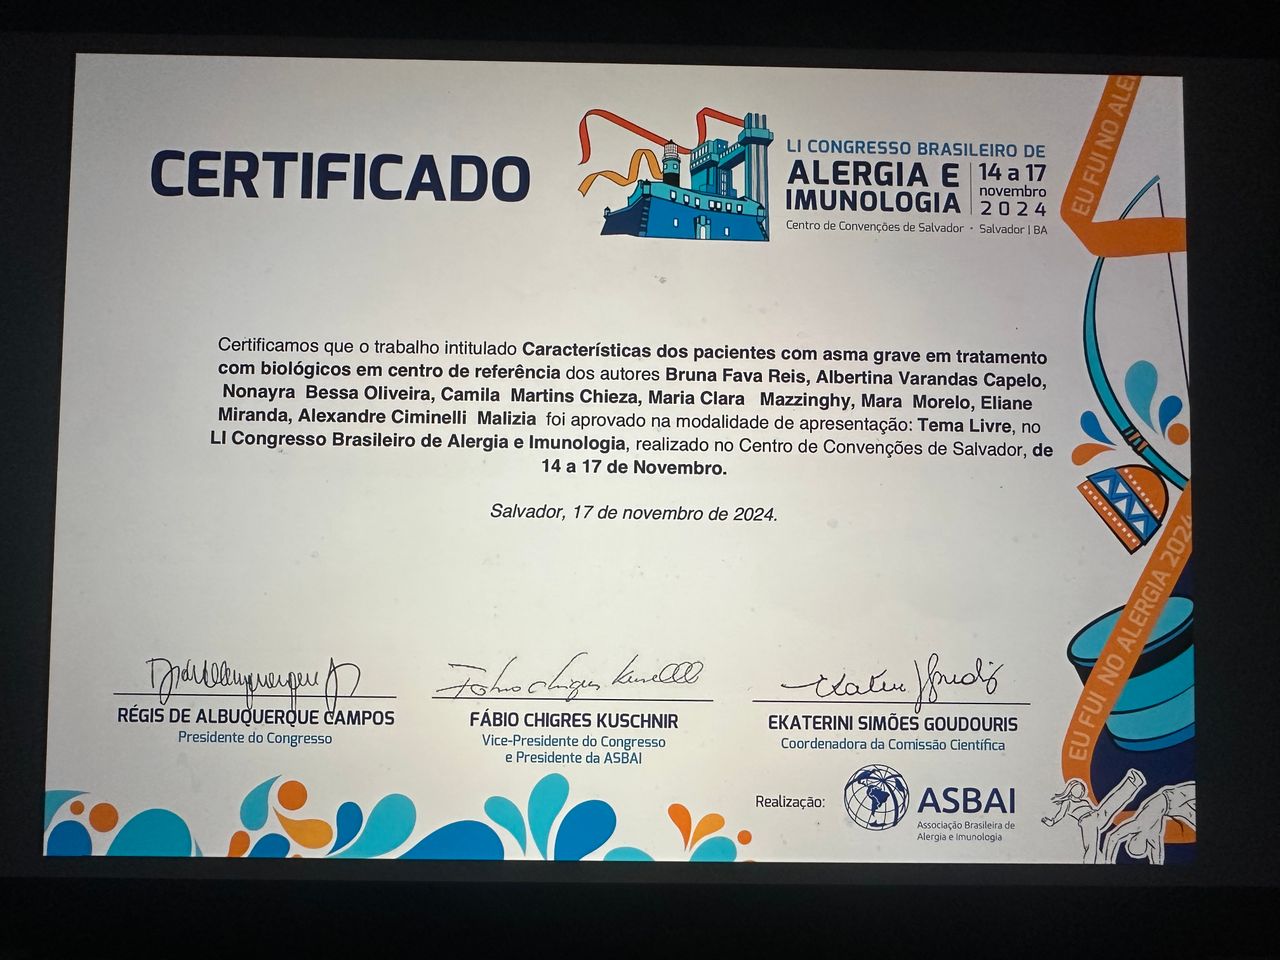 CERTIFICADO
LI CONGRESSO BRASILEIRO DE
ALERGIA E
IMUNOLOGIA
14 a 17
novembro
2024
Centro de Convenções de Salvador • Salvador | BA
Certificamos que o trabalho intitulado Características dos pacientes com asma grave em tratamento
com biológicos em centro de referência dos autores Bruna Fava Reis, Albertina Varandas Capelo,
Nonayra Bessa Oliveira, Camila Martins Chieza, Maria Clara Mazzinghy, Mara Morelo, Eliane
Miranda, Alexandre Ciminelli Malizia foi aprovado na modalidade de apresentação: Tema Livre, no
LI Congresso Brasileiro de Alergia e Imunologia, realizado no Centro de Convenções de Salvador, de
14 a 17 de Novembro.
Salvador, 17 de novembro de 2024.
RÉGIS DE ALBUQUERQUE CAMPOS
Presidente do Congresso
FÁBIO CHIGRES KUSCHNIR
Vice-Presidente do Congresso
e Presidente da ASBAI
EKATERINI SIMÕES GOUDOURIS
Coordenadora da Comissão Científica
Realização:
ASBAI
Associação Brasileira de
Alergia e Imunologia
EU FUI NO ALE
EU FUI NO ALERGIA 2024